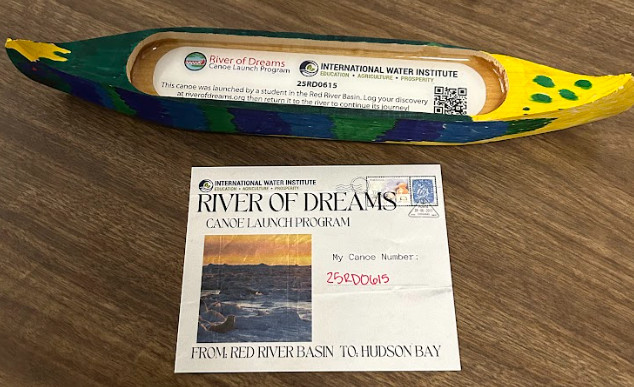 River of Dreams
Canoe Launch Program
INTERNATIONAL WATER INSTITUTE
EDUCATION • AGRICULTURE • PROSPERITY
25RD0615
This canoe was launched by a student in the Red River Basin. Log your discovery
at riverofdreams.org then return it to the river to continue its journey!
INTERNATIONAL WATER INSTITUTE
EDUCATION • AGRICULTURE • PROSPERITY
RIVER OF DREAMS
CANOE LAUNCH PROGRAM
My Canoe Number:
25RD0615
FROM: RED RIVER BASIN TO: HUDSON BAY